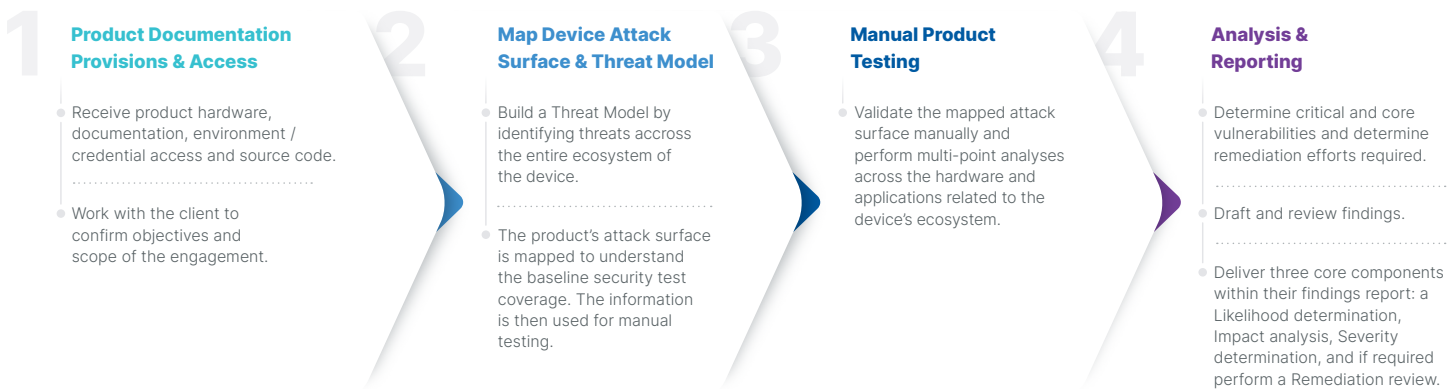 1
Product Documentation
Provisions & Access
Receive product hardware,
documentation, environment /
credential access and source code.
Work with the client to
confirm objectives and
scope of the engagement.
2
Map Device Attack
Surface & Threat Model
Build a Threat Model by
identifying threats accross
the entire ecosystem of
the device.
The product’s attack surface
is mapped to understand
the baseline security test
coverage. The information
is then used for manual
testing.
3
Manual Product
Testing
Validate the mapped attack
surface manually and
perform multi-point analyses
across the hardware and
applications related to the
device’s ecosystem.
4
Analysis &
Reporting
Determine critical and core
vulnerabilities and determine
remediation efforts required.
Draft and review findings.
Deliver three core components
within their findings report: a
Likelihood determination,
Impact analysis, Severity
determination, and if required
perform a Remediation review.